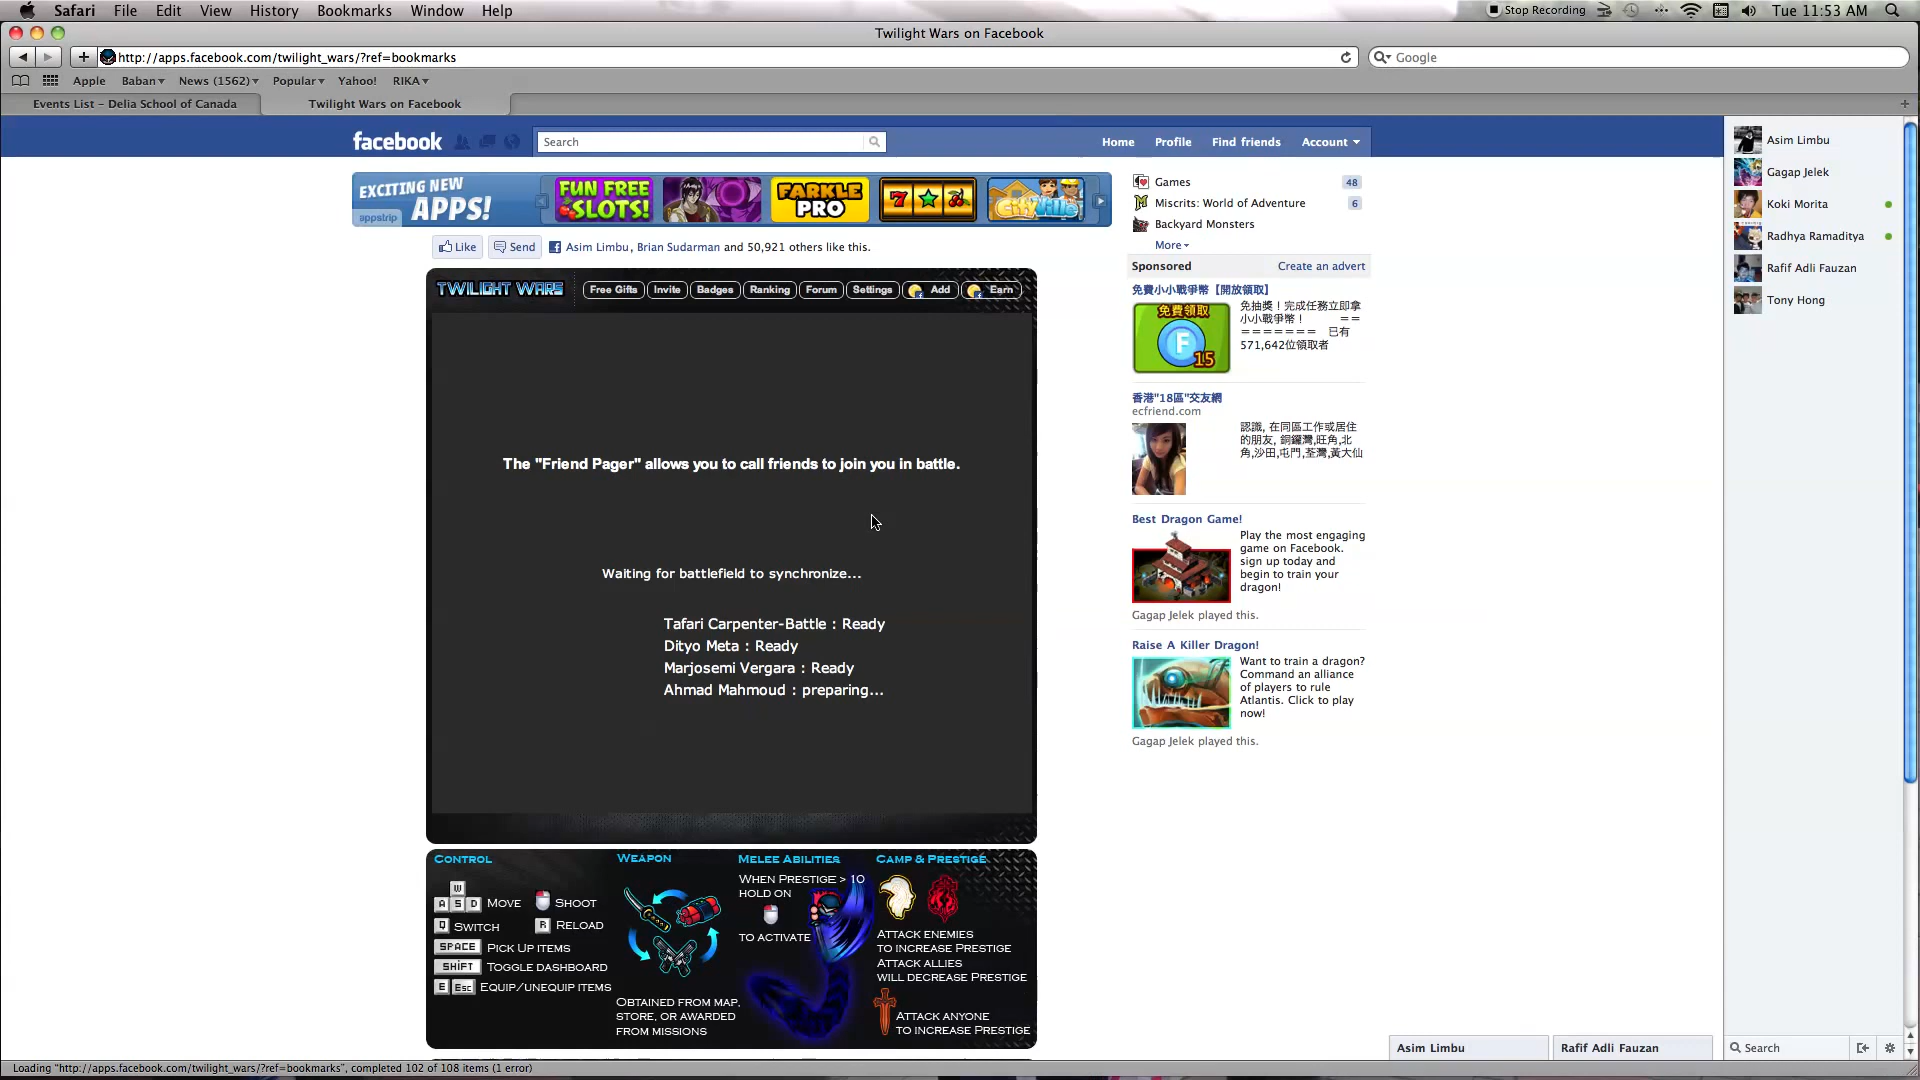 Safari File Edit View History Bookmarks Window Help
Stop Recording Tue 11:53 AM
Twilight Wars on Facebook
http://apps.facebook.com/twilight_wars/?ref=bookmarks
Google
Apple Baban News (1562) Popular Yahoo! RIKA
Events List – Delia School of Canada
Twilight Wars on Facebook
facebook
Search
Home Profile Find friends Account
EXCITING NEW
APPS!
appstrip
FUN FREE
SLOTS!
FARKLE
PRO
7
CityVille
Like
Send
Asim Limbu, Brian Sudarman and 50,921 others like this.
TWILIGHT WARS
Free Gifts Invite Badges Ranking Forum Settings Add Earn
The "Friend Pager" allows you to call friends to join you in battle.
Waiting for battlefield to synchronize...
Tafari Carpenter-Battle : Ready
Dityo Meta : Ready
Marjosemi Vergara : Ready
Ahmad Mahmoud : preparing...
CONTROL
W
A S D MOVE
SHOOT
Q SWITCH
R RELOAD
SPACE PICK UP ITEMS
SHIFT TOGGLE DASHBOARD
E Esc EQUIP/UNEQUIP ITEMS
WEAPON
OBTAINED FROM MAP,
STORE, OR AWARDED
FROM MISSIONS
MELEE ABILITIES
WHEN PRESTIGE > 10
HOLD ON
TO ACTIVATE
CAMP & PRESTIGE
ATTACK ENEMIES
TO INCREASE PRESTIGE
ATTACK ALLIES
WILL DECREASE PRESTIGE
ATTACK ANYONE
TO INCREASE PRESTIGE
Games 48
Miscrits: World of Adventure 6
Backyard Monsters
More
Sponsored
Create an advert
免費小小戰爭幣【開放領取】
免費領取
F
15
免抽獎！完成任務立即拿
小小戰爭幣！ ＝＝
＝＝＝＝＝＝＝ 已有
571,642位領取者
香港"18區"交友網
ecfriend.com
認識, 在同區工作或居住
的朋友, 銅鑼灣,旺角,北
角,沙田,屯門,荃灣,黃大仙
Best Dragon Game!
Play the most engaging
game on Facebook.
sign up today and
begin to train your
dragon!
Gagap Jelek played this.
Raise A Killer Dragon!
Want to train a dragon?
Command an alliance
of players to rule
Atlantis. Click to play
now!
Gagap Jelek played this.
Asim Limbu
Gagap Jelek
Koki Morita
Radhya Ramaditya
Rafif Adli Fauzan
Tony Hong
Asim Limbu
Rafif Adli Fauzan
Search
Loading "http://apps.facebook.com/twilight_wars/?ref=bookmarks", completed 102 of 108 items (1 error)